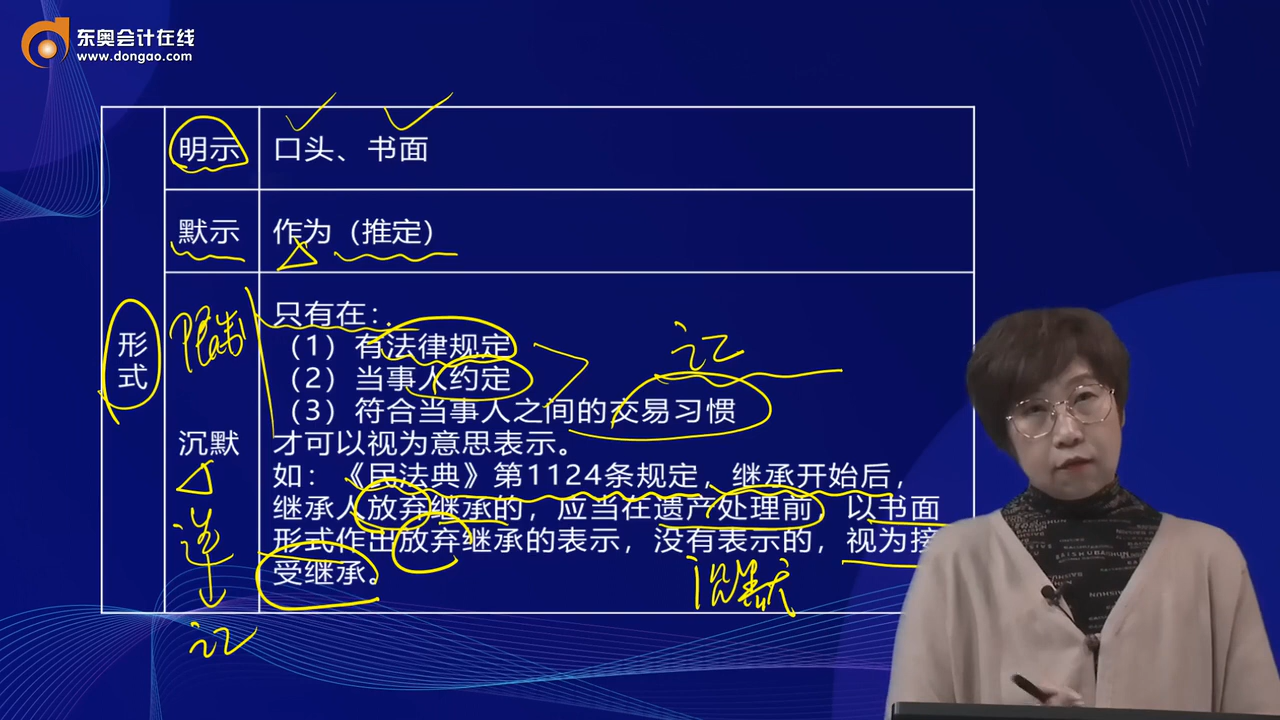 东奥会计在线
www.dongao.com
明示
口头、书面
默示
作为（推定）
形式
限制
沉默
只有在：
（1）有法律规定
（2）当事人约定
（3）符合当事人之间的交易习惯
才可以视为意思表示。
如：《民法典》第1124条规定，继承开始后，
继承人放弃继承的，应当在遗产处理前，以书面
形式作出放弃继承的表示，没有表示的，视为接
受继承。
沉默